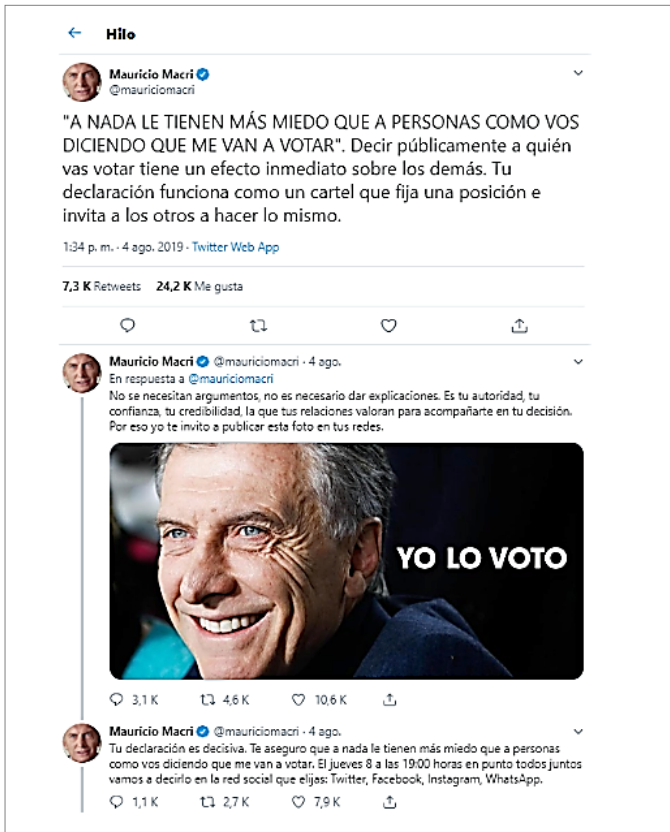 Hilo
Mauricio Macri
@mauriciomacri
"A NADA LE TIENEN MÁS MIEDO QUE A PERSONAS COMO VOS
DICIENDO QUE ME VAN A VOTAR". Decir públicamente a quién
vas votar tiene un efecto inmediato sobre los demás. Tu
declaración funciona como un cartel que fija una posición e
invita a los otros a hacer lo mismo.
1:34 p. m. · 4 ago. 2019 · Twitter Web App
7,3 K Retweets 24,2 K Me gusta
Mauricio Macri @mauriciomacri · 4 ago.
En respuesta a @mauriciomacri
No se necesitan argumentos, no es necesario dar explicaciones. Es tu autoridad, tu
confianza, tu credibilidad, la que tus relaciones valoran para acompañarte en tu decisión.
Por eso yo te invito a publicar esta foto en tus redes.
YO LO VOTO
3,1 K 4,6 K 10,6 K
Mauricio Macri @mauriciomacri · 4 ago.
Tu declaración es decisiva. Te aseguro que a nada le tienen más miedo que a personas
como vos diciendo que me van a votar. El jueves 8 a las 19:00 horas en punto todos juntos
vamos a decirlo en la red social que elijas: Twitter, Facebook, Instagram, WhatsApp.
1,1 K 2,7 K 7,9 K